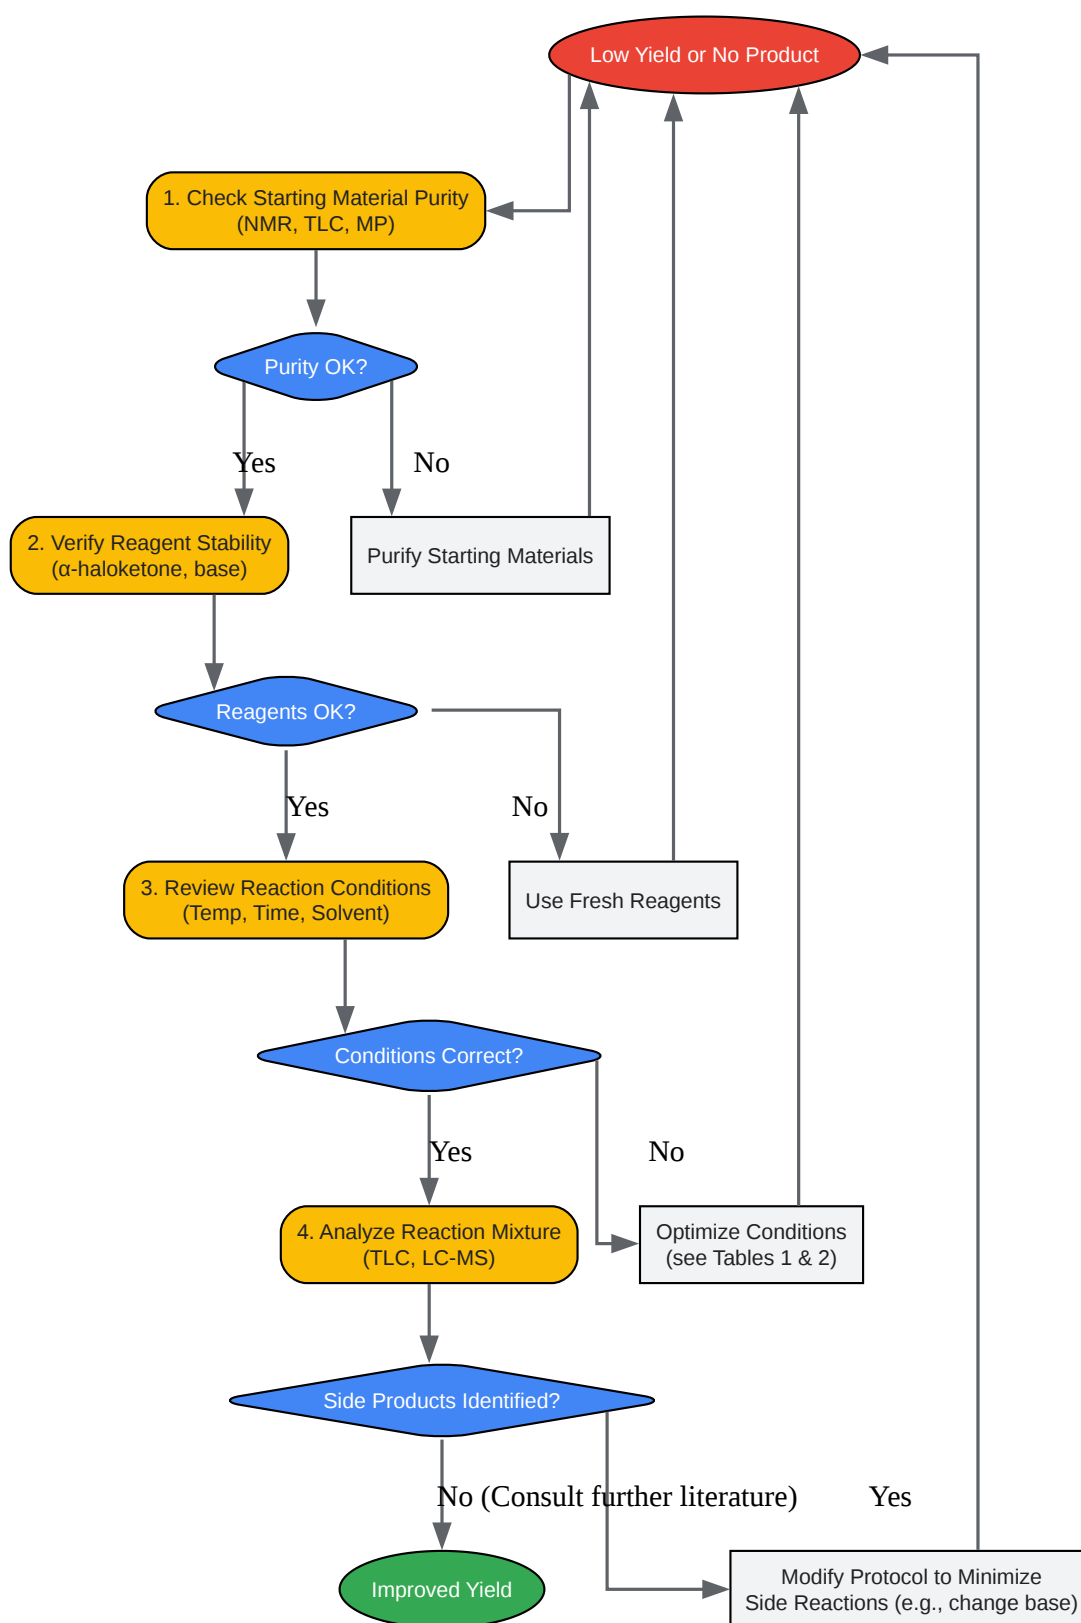 Low Yield or No Product
1. Check Starting Material Purity
(NMR, TLC, MP)
Purity OK?
Yes
No
2. Verify Reagent Stability
(α-haloketone, base)
Purify Starting Materials
Reagents OK?
Yes
No
3. Review Reaction Conditions
(Temp, Time, Solvent)
Use Fresh Reagents
Conditions Correct?
Yes
No
4. Analyze Reaction Mixture
(TLC, LC-MS)
Optimize Conditions
(see Tables 1 & 2)
Side Products Identified?
No (Consult further literature)
Yes
Improved Yield
Modify Protocol to Minimize
Side Reactions (e.g., change base)